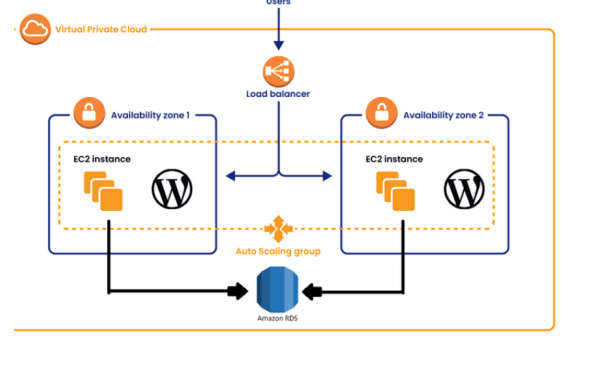 Users
Virtual Private Cloud
Load balancer
Availability zone 1
Availability zone 2
EC2 instance
EC2 instance
Auto Scaling group
Amazon RDS